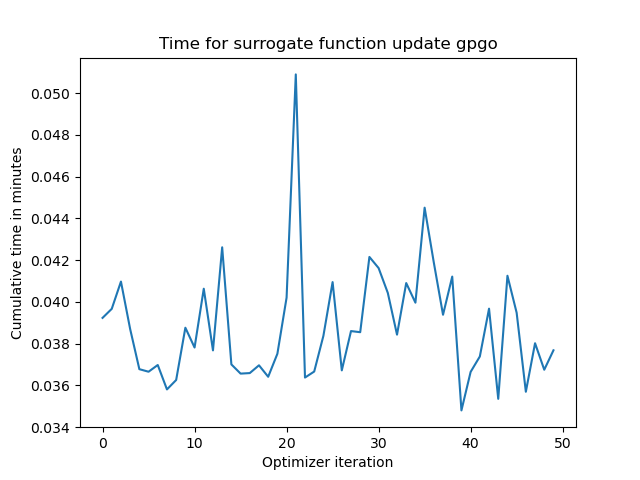 Time for surrogate function update gpgo
Cumulative time in minutes
0.050
0.048
0.046
0.044
0.042
0.040
0.038
0.036
0.034
0 10 20 30 40 50
Optimizer iteration